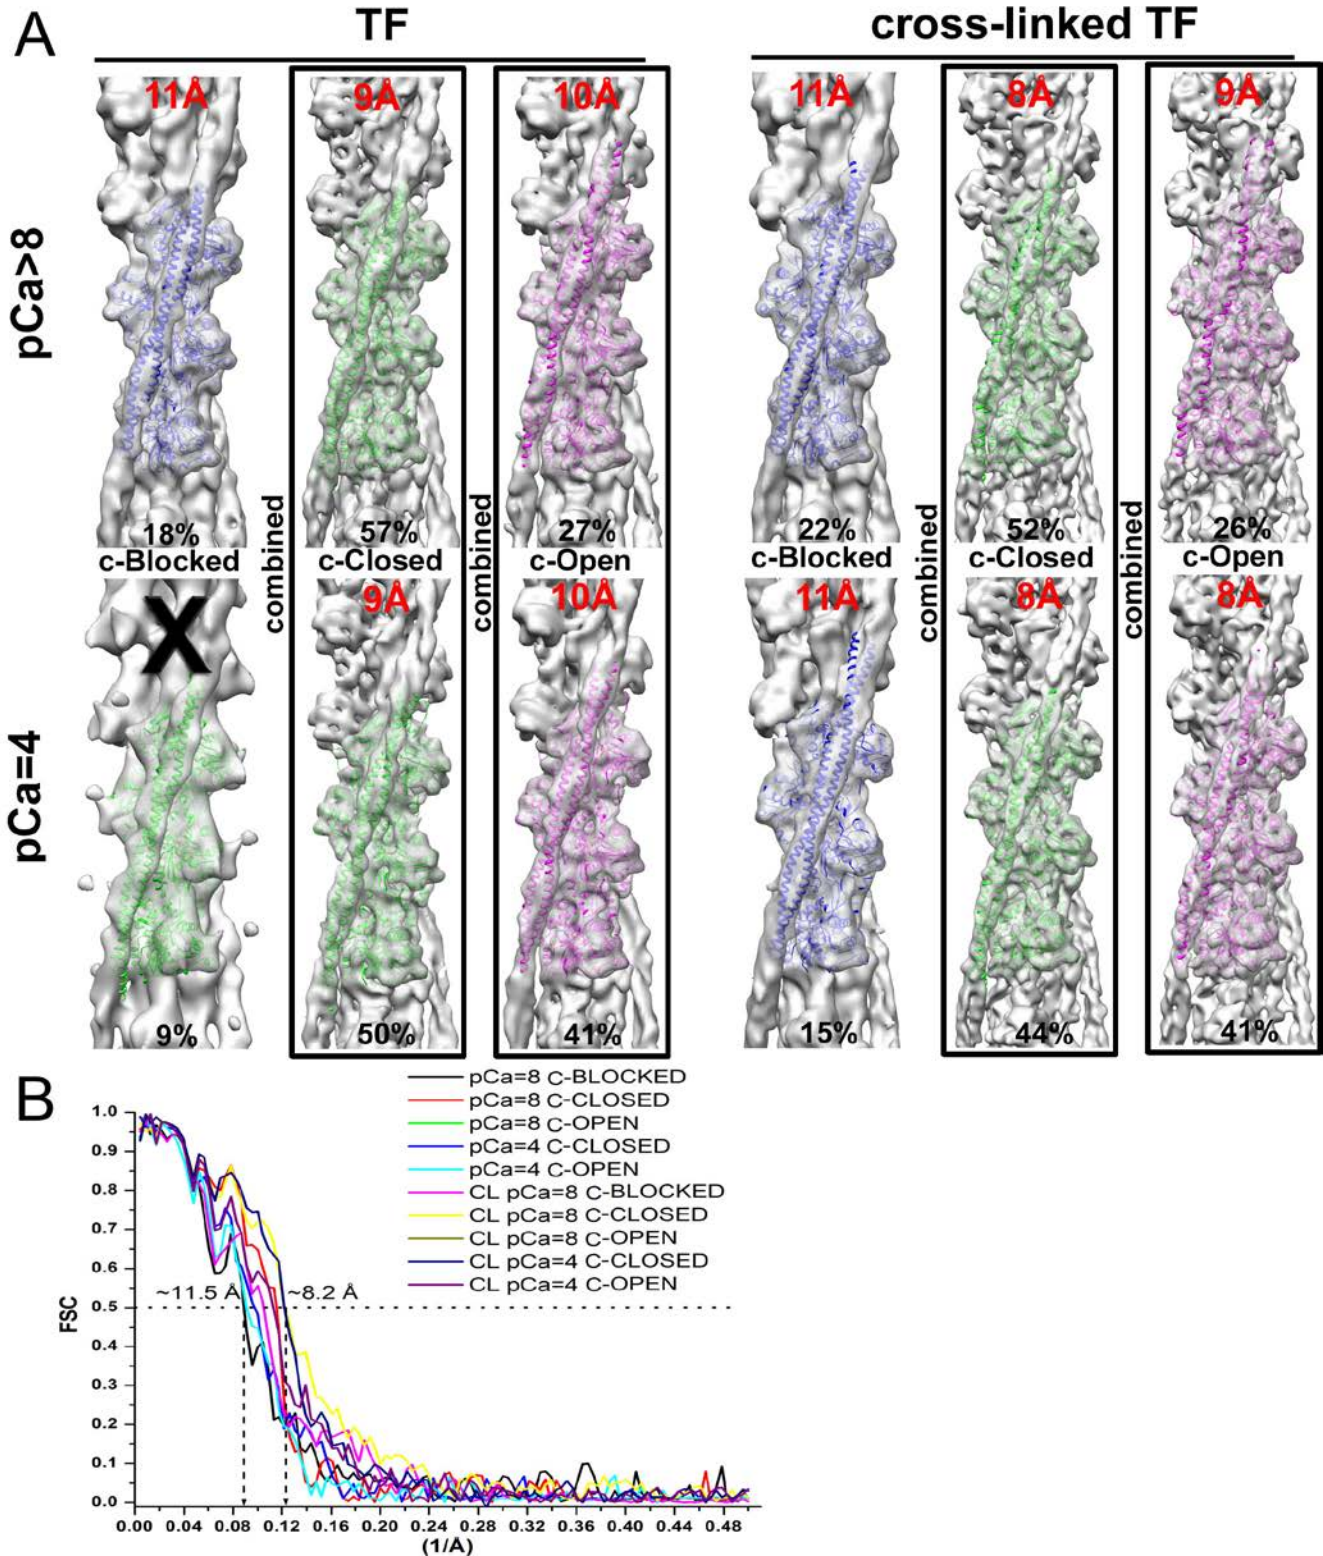 A
TF
cross-linked TF
pCa>8
11Å
9Å
10Å
11Å
8Å
9Å
18%
57%
27%
22%
52%
26%
c-Blocked
combined
c-Closed
combined
c-Open
c-Blocked
combined
c-Closed
combined
c-Open
pCa=4
X
9Å
10Å
11Å
8Å
8Å
9%
50%
41%
15%
44%
41%
B
pCa=8 C-BLOCKED
pCa=8 C-CLOSED
pCa=8 C-OPEN
pCa=4 C-CLOSED
pCa=4 C-OPEN
CL pCa=8 C-BLOCKED
CL pCa=8 C-CLOSED
CL pCa=8 C-OPEN
CL pCa=4 C-CLOSED
CL pCa=4 C-OPEN
~11.5 Å
~8.2 Å
FSC
1.0
0.9
0.8
0.7
0.6
0.5
0.4
0.3
0.2
0.1
0.0
0.00 0.04 0.08 0.12 0.16 0.20 0.24 0.28 0.32 0.36 0.40 0.44 0.48
(1/Å)